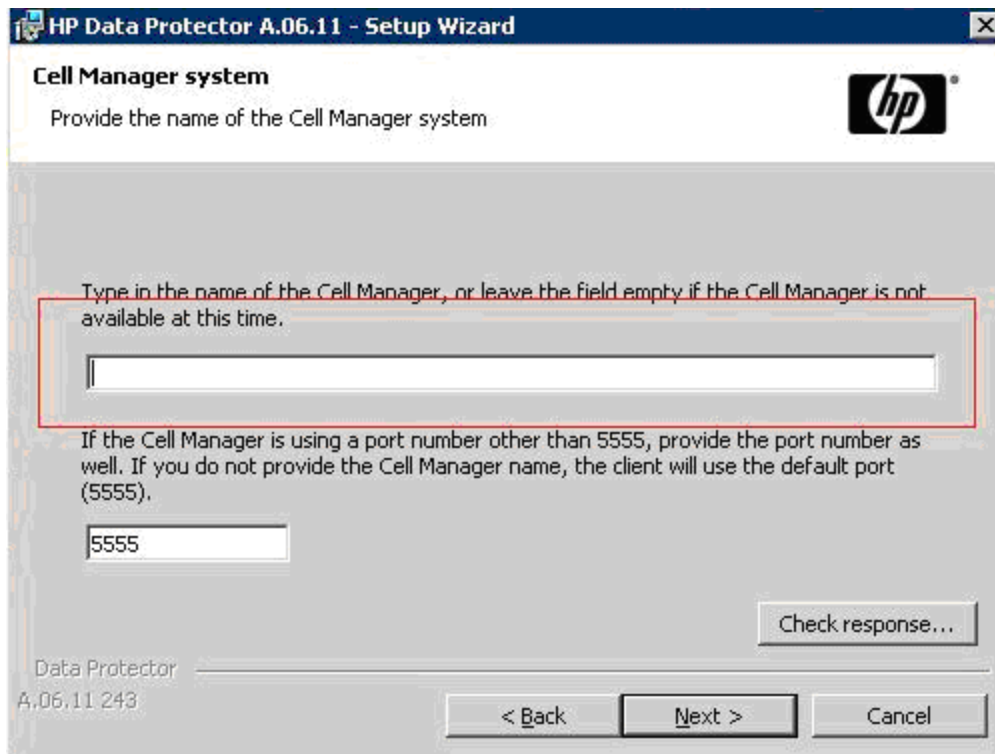 HP Data Protector A.06.11 - Setup Wizard
Cell Manager system
Provide the name of the Cell Manager system
hp
Type in the name of the Cell Manager, or leave the field empty if the Cell Manager is not
available at this time.
If the Cell Manager is using a port number other than 5555, provide the port number as
well. If you do not provide the Cell Manager name, the client will use the default port
(5555).
5555
Check response...
Data Protector
A.06.11 243
< Back
Next >
Cancel